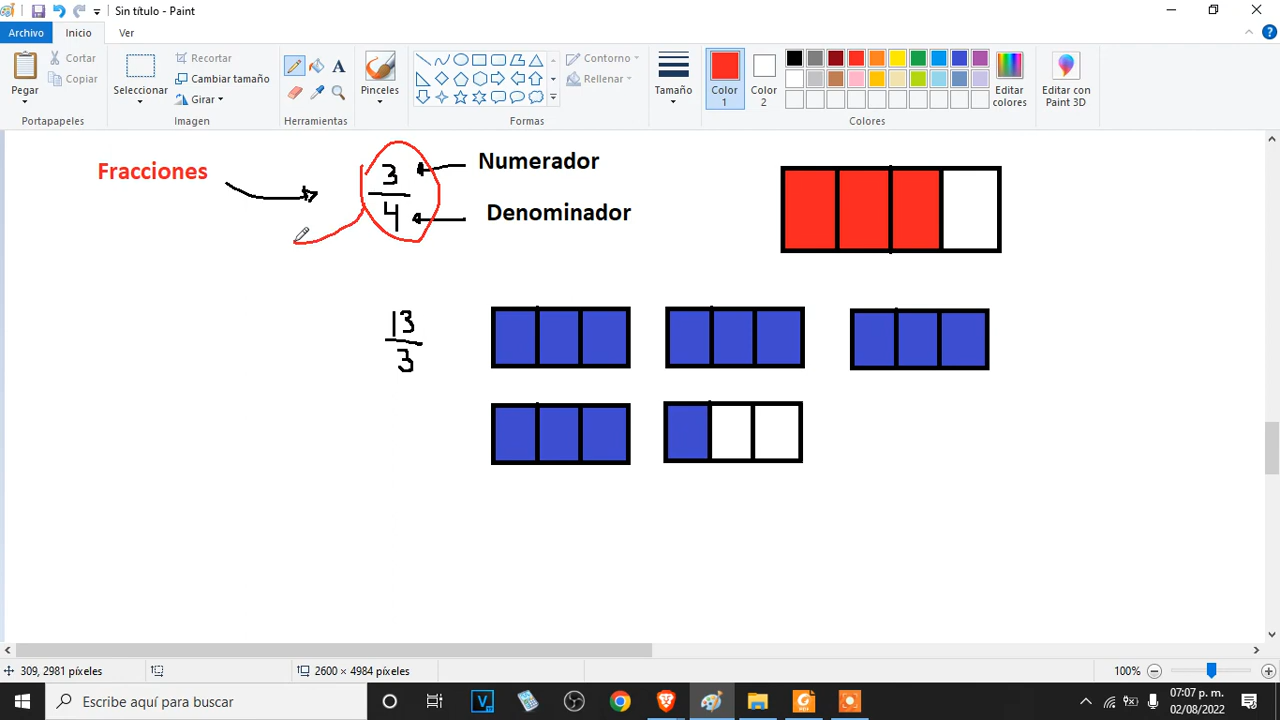 Sin título - Paint
Archivo Inicio Ver
Pegar
Cortar
Copiar
Portapapeles
Seleccionar
Recortar
Cambiar tamaño
Girar
Imagen
A
Herramientas
Pinceles
Contorno
Rellenar
Formas
Tamaño
Color 1
Color 2
Editar colores
Editar con Paint 3D
Colores
Fracciones
3
4
Numerador
Denominador
13
3
309, 2981 píxeles
2600 × 4984 píxeles
100%
Escribe aquí para buscar
07:07 p. m.
02/08/2022